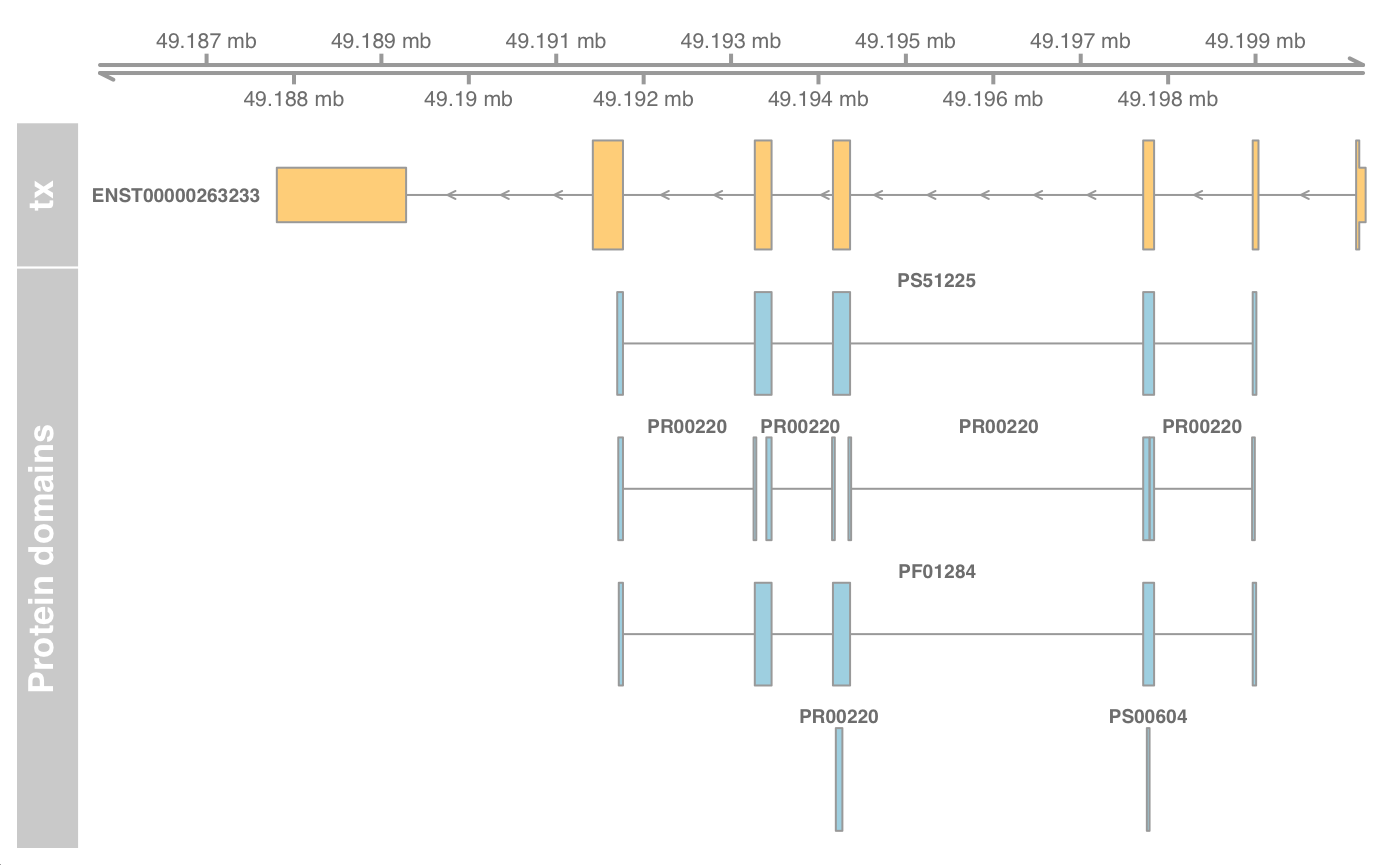 49.187 mb 49.189 mb 49.191 mb 49.193 mb 49.195 mb 49.197 mb 49.199 mb
49.188 mb 49.19 mb 49.192 mb 49.194 mb 49.196 mb 49.198 mb
tx
ENST00000263233
Protein domains
PS51225
PR00220 PR00220 PR00220 PR00220
PF01284
PR00220 PS00604